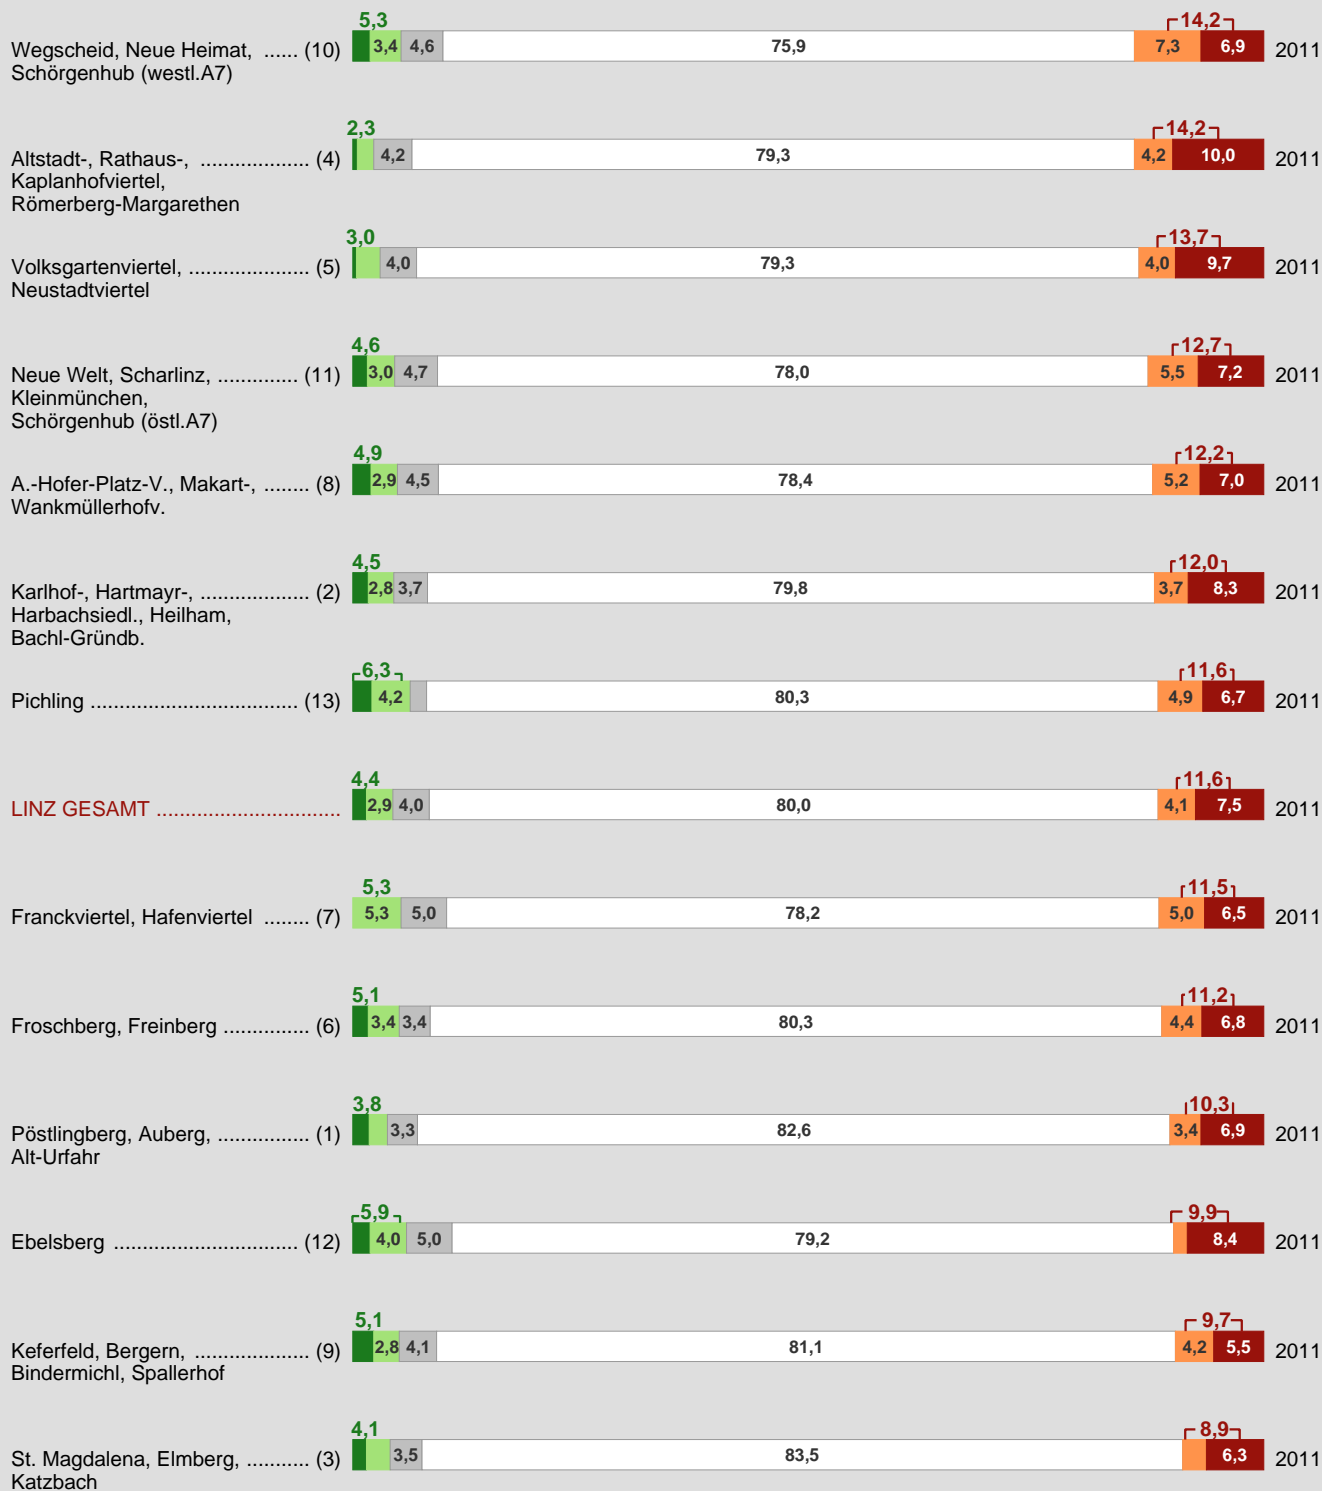 5,3 14,2
Wegscheid, Neue Heimat, ...... (10) 3,4 4,6 75,9 7,3 6,9 2011
Schörgenhub (westl.A7)
2,3 14,2
Altstadt-, Rathaus-, ................... (4) 4,2 79,3 4,2 10,0 2011
Kaplanhofviertel,
Römerberg-Margarethen
3,0 13,7
Volksgartenviertel, ..................... (5) 4,0 79,3 4,0 9,7 2011
Neustadtviertel
4,6 12,7
Neue Welt, Scharlinz, .............. (11) 3,0 4,7 78,0 5,5 7,2 2011
Kleinmünchen,
Schörgenhub (östl.A7)
4,9 12,2
A.-Hofer-Platz-V., Makart-, ........ (8) 2,9 4,5 78,4 5,2 7,0 2011
Wankmüllerhofv.
4,5 12,0
Karlhof-, Hartmayr-, ................... (2) 2,8 3,7 79,8 3,7 8,3 2011
Harbachsiedl., Heilham,
Bachl-Gründb.
6,3 11,6
Pichling .................................... (13) 4,2 80,3 4,9 6,7 2011
4,4 11,6
LINZ GESAMT ................................. 2,9 4,0 80,0 4,1 7,5 2011
5,3 11,5
Franckviertel, Hafenviertel ........ (7) 5,3 5,0 78,2 5,0 6,5 2011
5,1 11,2
Froschberg, Freinberg ............... (6) 3,4 3,4 80,3 4,4 6,8 2011
3,8 10,3
Pöstlingberg, Auberg, ................ (1) 3,3 82,6 3,4 6,9 2011
Alt-Urfahr
5,9 9,9
Ebelsberg ................................. (12) 4,0 5,0 79,2 8,4 2011
5,1 9,7
Keferfeld, Bergern, .................... (9) 2,8 4,1 81,1 4,2 5,5 2011
Bindermichl, Spallerhof
4,1 8,9
St. Magdalena, Elmberg, ........... (3) 3,5 83,5 6,3 2011
Katzbach